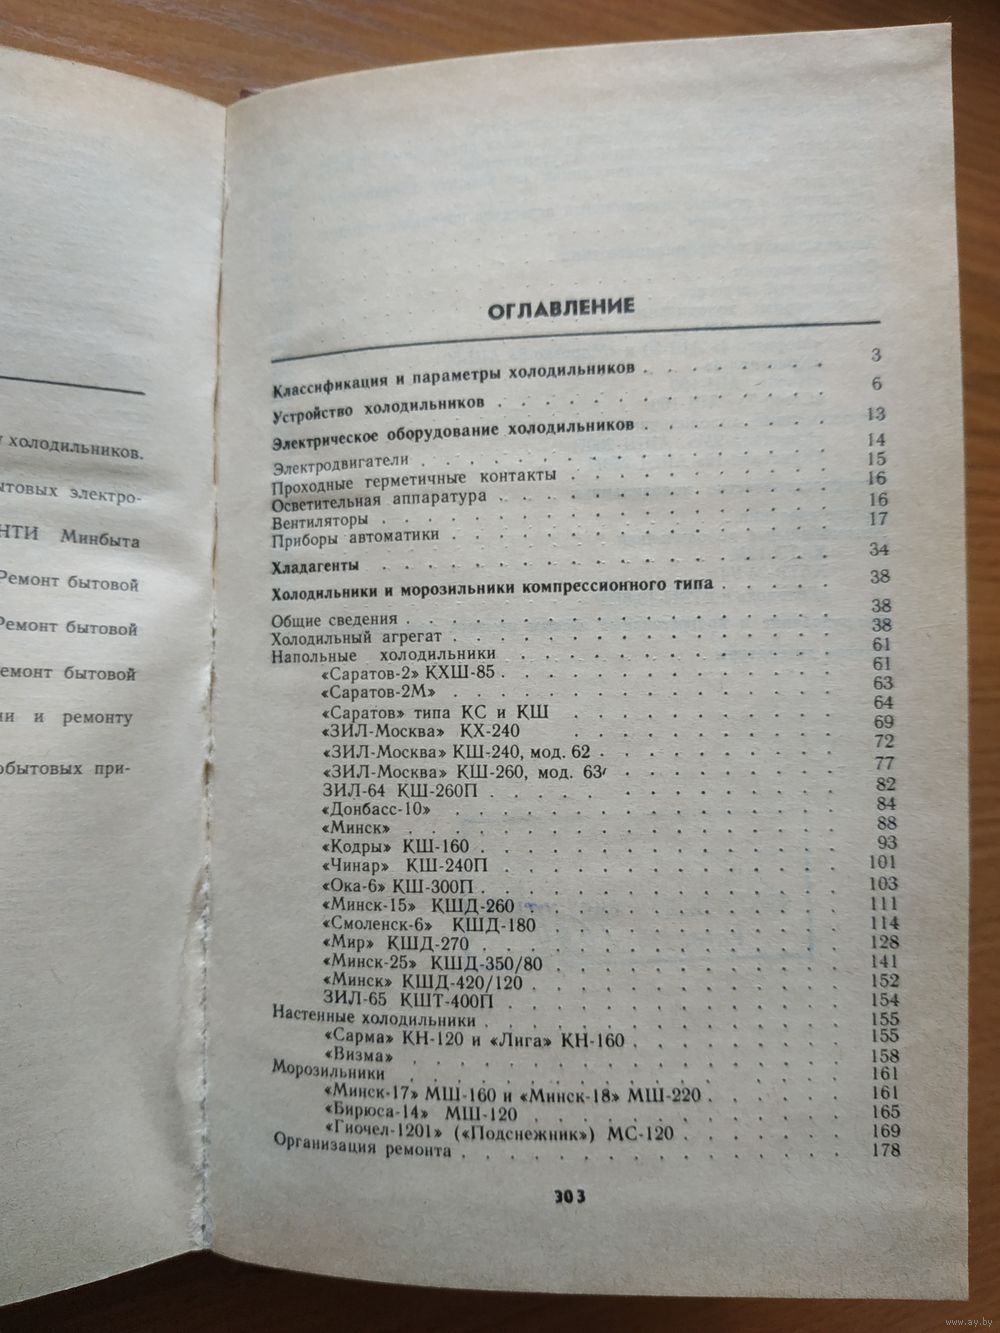 у холодильников.
ытовых электро-
НТИ Минбыта
Ремонт бытовой
Ремонт бытовой
емонт бытовой
ии и ремонту
обытовых при-
ОГЛАВЛЕНИЕ
Классификация и параметры холодильников . . . . . . . . 3
Устройство холодильников . . . . . . . . . . . . 6
Электрическое оборудование холодильников . . . . . . . . 13
Электродвигатели . . . . . . . . . . . . . . . 14
Проходные герметичные контакты . . . . . . . . . . 15
Осветительная аппаратура . . . . . . . . . . . . 16
Вентиляторы . . . . . . . . . . . . . . . . 16
Приборы автоматики . . . . . . . . . . . . . . 17
Хладагенты . . . . . . . . . . . . . . . . . 34
Холодильники и морозильники компрессионного типа . . . . . 38
Общие сведения . . . . . . . . . . . . . . . . 38
Холодильный агрегат . . . . . . . . . . . . . . 38
Напольные холодильники . . . . . . . . . . . . 61
«Саратов-2» КХШ-85 . . . . . . . . . . . . . 61
«Саратов-2М» . . . . . . . . . . . . . . . 63
«Саратов» типа КС и КШ . . . . . . . . . . 64
«ЗИЛ-Москва» КХ-240 . . . . . . . . . . 69
«ЗИЛ-Москва» КШ-240, мод. 62 . . . . . . . . . 72
«ЗИЛ-Москва» КШ-260, мод. 63 . . . . . . . . 77
ЗИЛ-64 КШ-260П . . . . . . . . . . . . . 82
«Донбасс-10» . . . . . . . . . . . . . . . 84
«Минск» . . . . . . . . . . . . . . . . . 88
«Кодры» КШ-160 . . . . . . . . . . . . . . 93
«Чинар» КШ-240П . . . . . . . . . . . . . 101
«Ока-6» КШ-300П . . . . . . . . . . . . . . 103
«Минск-15» КШД-260 . . . . . . . . . . . . 111
«Смоленск-6» КШД-180 . . . . . . . . . . . 114
«Мир» КШД-270 . . . . . . . . . . . . . . 128
«Минск-25» КШД-350/80 . . . . . . . . . . . 141
«Минск» КШД-420/120 . . . . . . . . . . . . 152
ЗИЛ-65 КШТ-400П . . . . . . . . . . . . . 154
Настенные холодильники . . . . . . . . . . . . . 155
«Сарма» КН-120 и «Лига» КН-160 . . . . . . . . 155
«Визма» . . . . . . . . . . . . . . . . . 158
Морозильники . . . . . . . . . . . . . . . . 161
«Минск-17» МШ-160 и «Минск-18» МШ-220 . . . . . . 161
«Бирюса-14» МШ-120 . . . . . . . . . . . . 165
«Гиочел-1201» («Подснежник») МС-120 . . . . . . . 169
Организация ремонта . . . . . . . . . . . . . . 178
303
www.ay.by